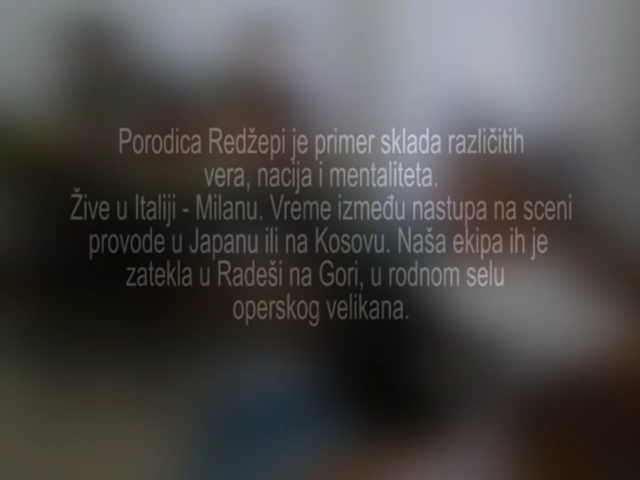 Porodica Redžepi je primer sklada različitih
vera, nacija i mentaliteta.
Žive u Italiji - Milanu. Vreme između nastupa na sceni
provode u Japanu ili na Kosovu. Naša ekipa ih je
zatekla u Radeši na Gori, u rodnom selu
operskog velikana.